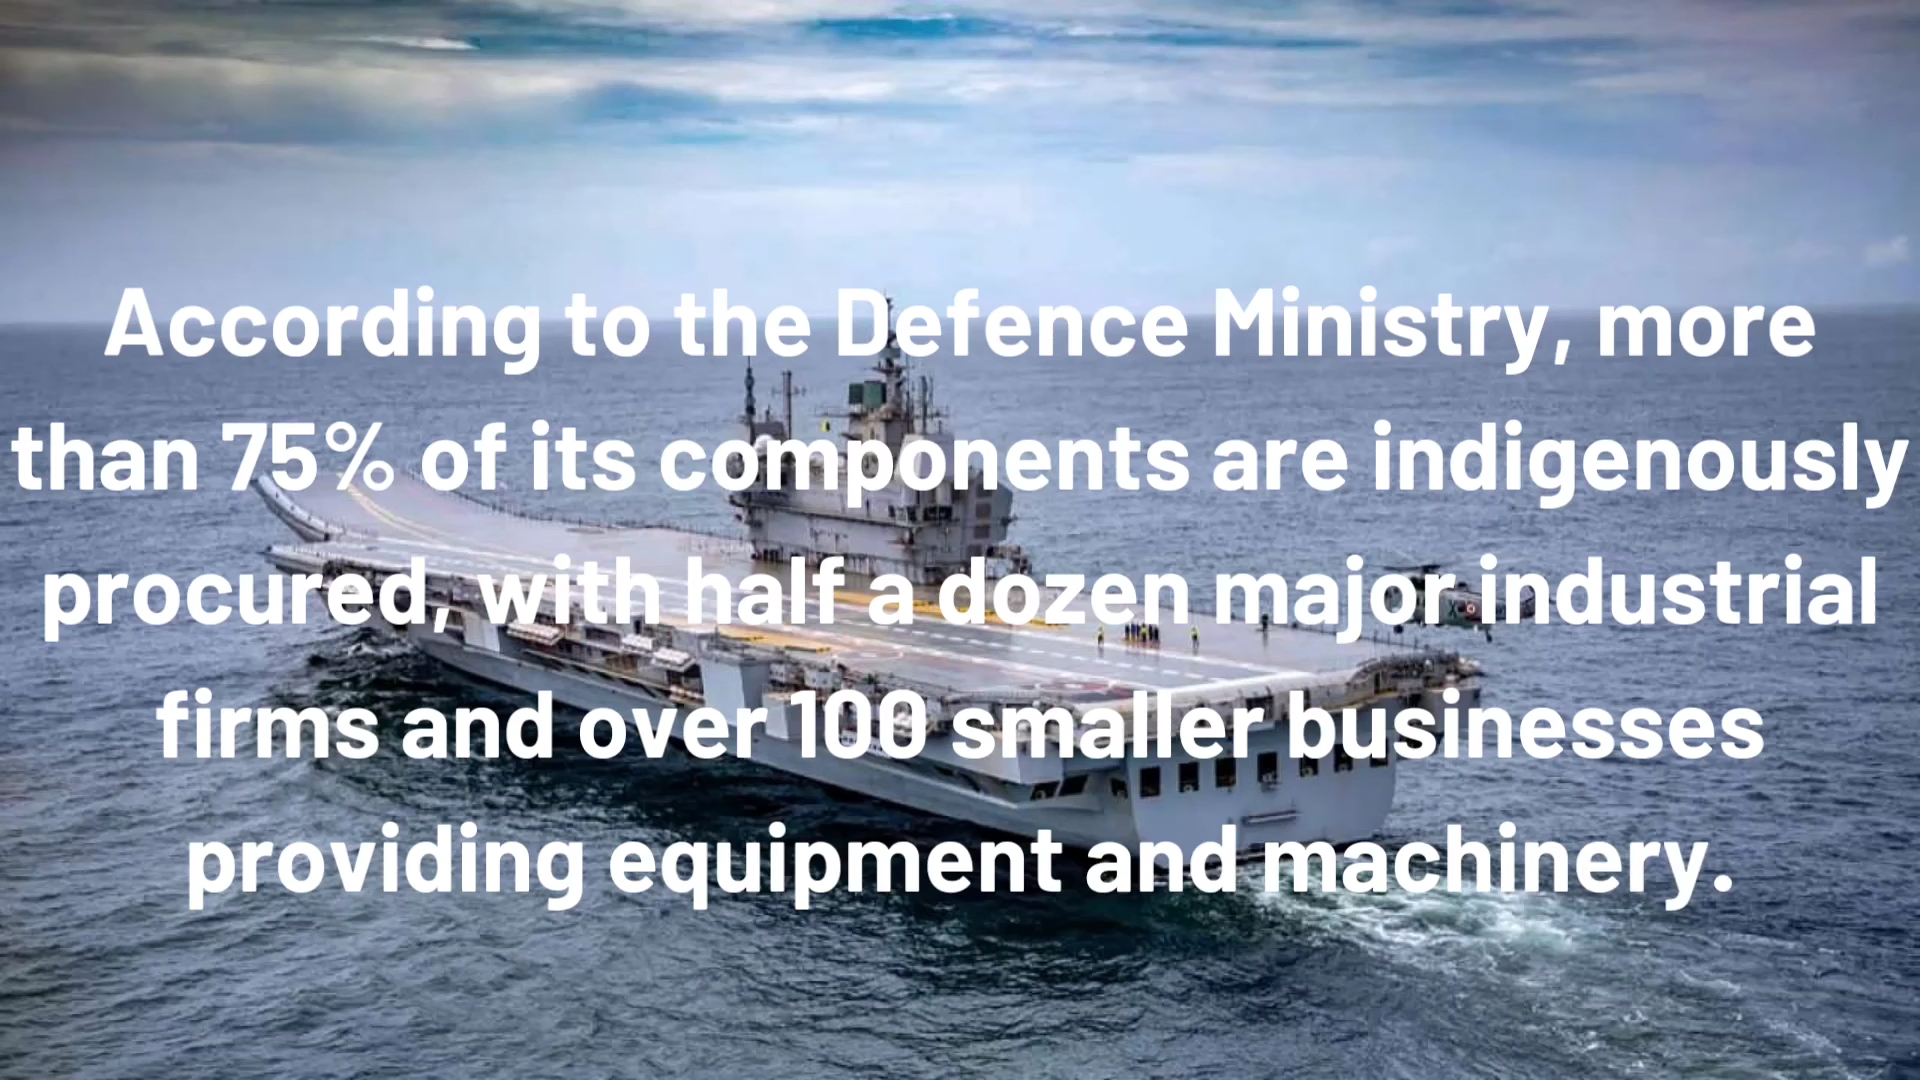 According to the Defence Ministry, more
than 75% of its components are indigenously
procured, with half a dozen major industrial
firms and over 100 smaller businesses
providing equipment and machinery.